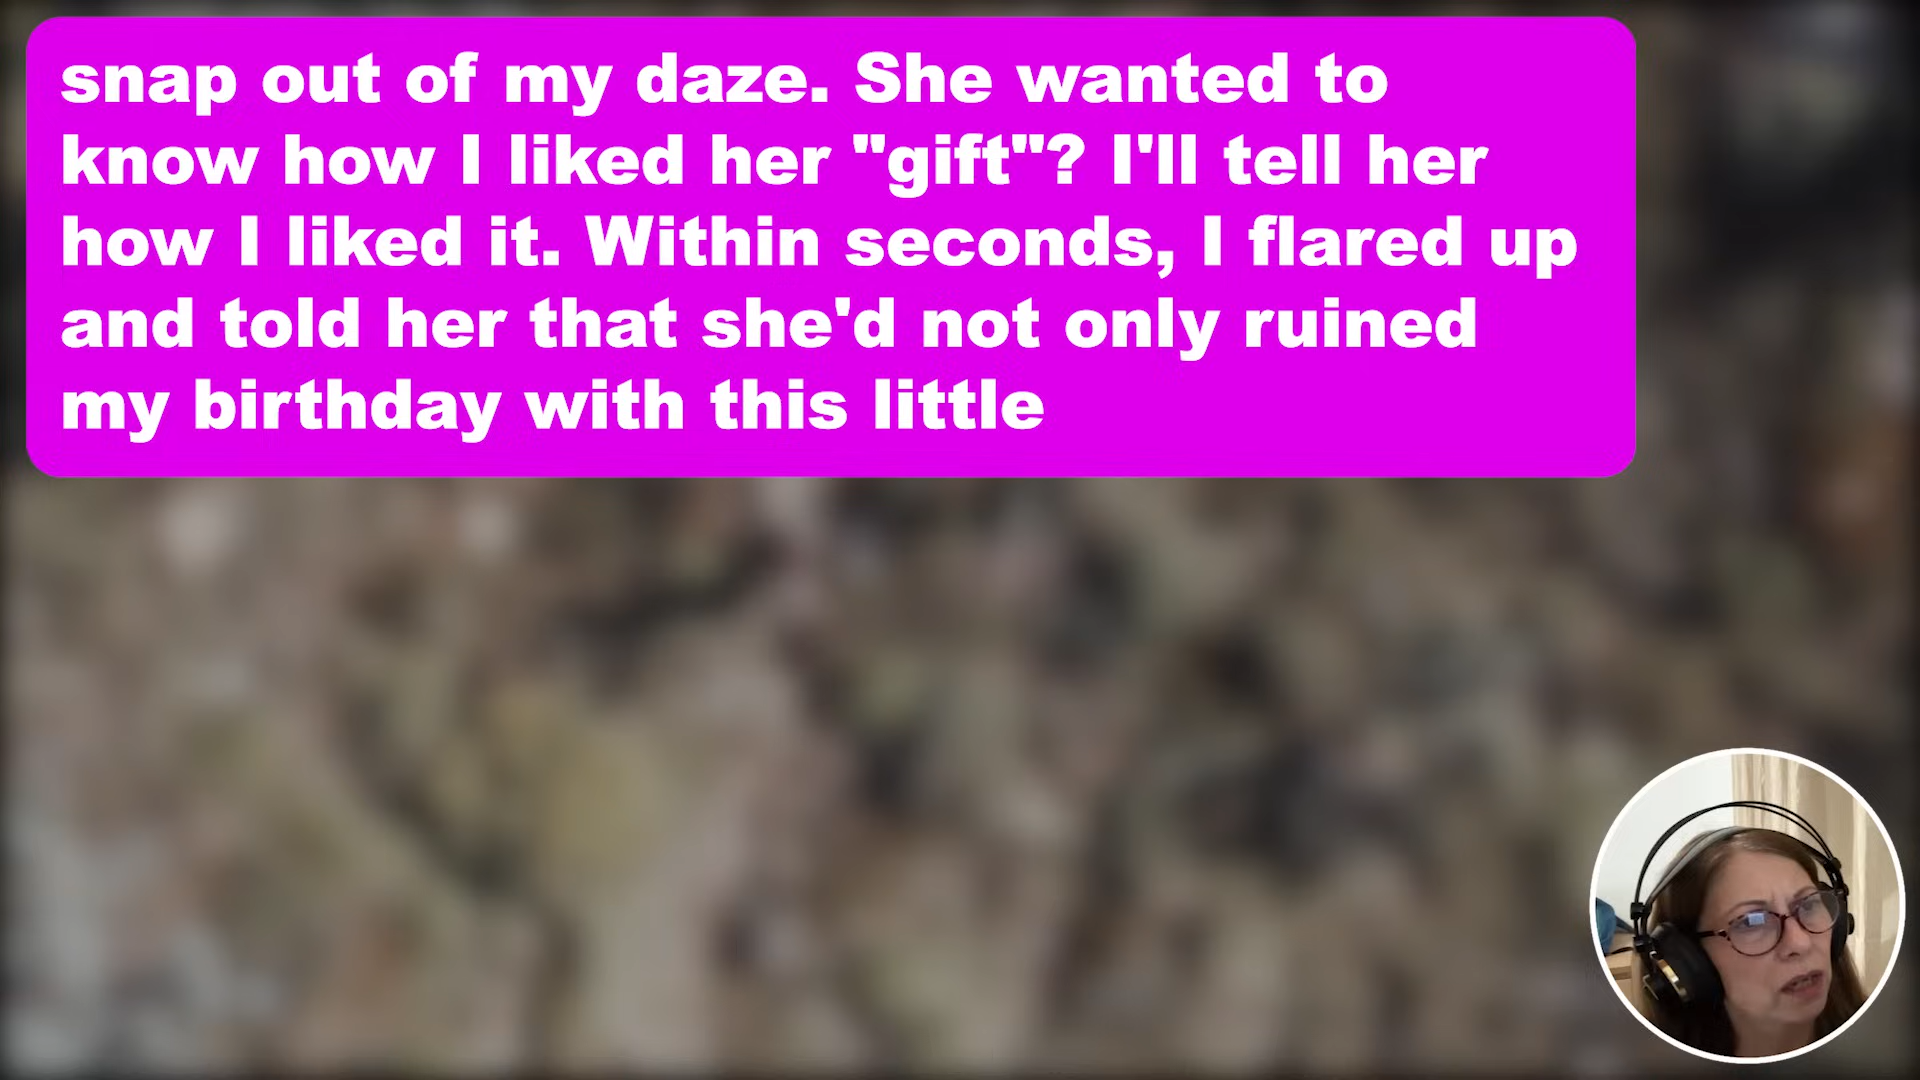 snap out of my daze. She wanted to
know how I liked her "gift"? I'll tell her
how I liked it. Within seconds, I flared up
and told her that she'd not only ruined
my birthday with this little